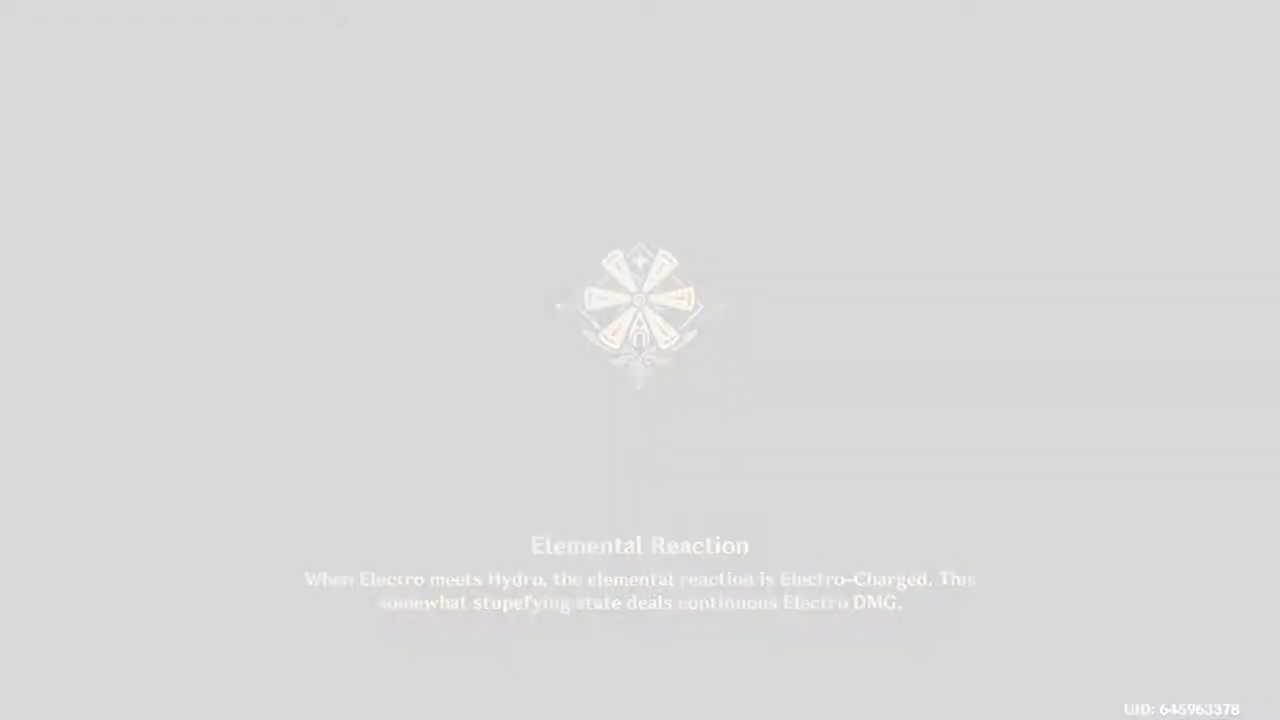 Elemental Reaction
When Electro meets Hydro, the elemental reaction is Electro-Charged. This
somewhat stupefying state deals continuous Electro DMG.
UID: 645963378